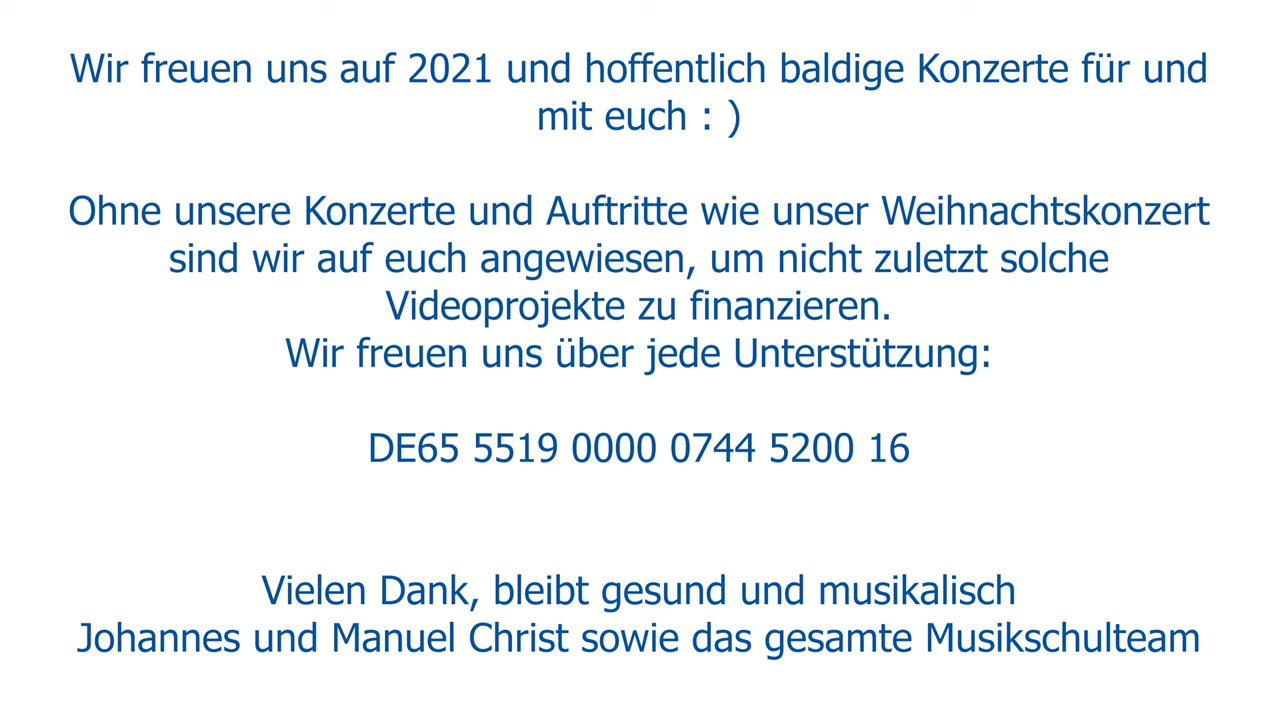 Wir freuen uns auf 2021 und hoffentlich baldige Konzerte für und
mit euch : )
Ohne unsere Konzerte und Auftritte wie unser Weihnachtskonzert
sind wir auf euch angewiesen, um nicht zuletzt solche
Videoprojekte zu finanzieren.
Wir freuen uns über jede Unterstützung:
DE65 5519 0000 0744 5200 16
Vielen Dank, bleibt gesund und musikalisch
Johannes und Manuel Christ sowie das gesamte Musikschulteam